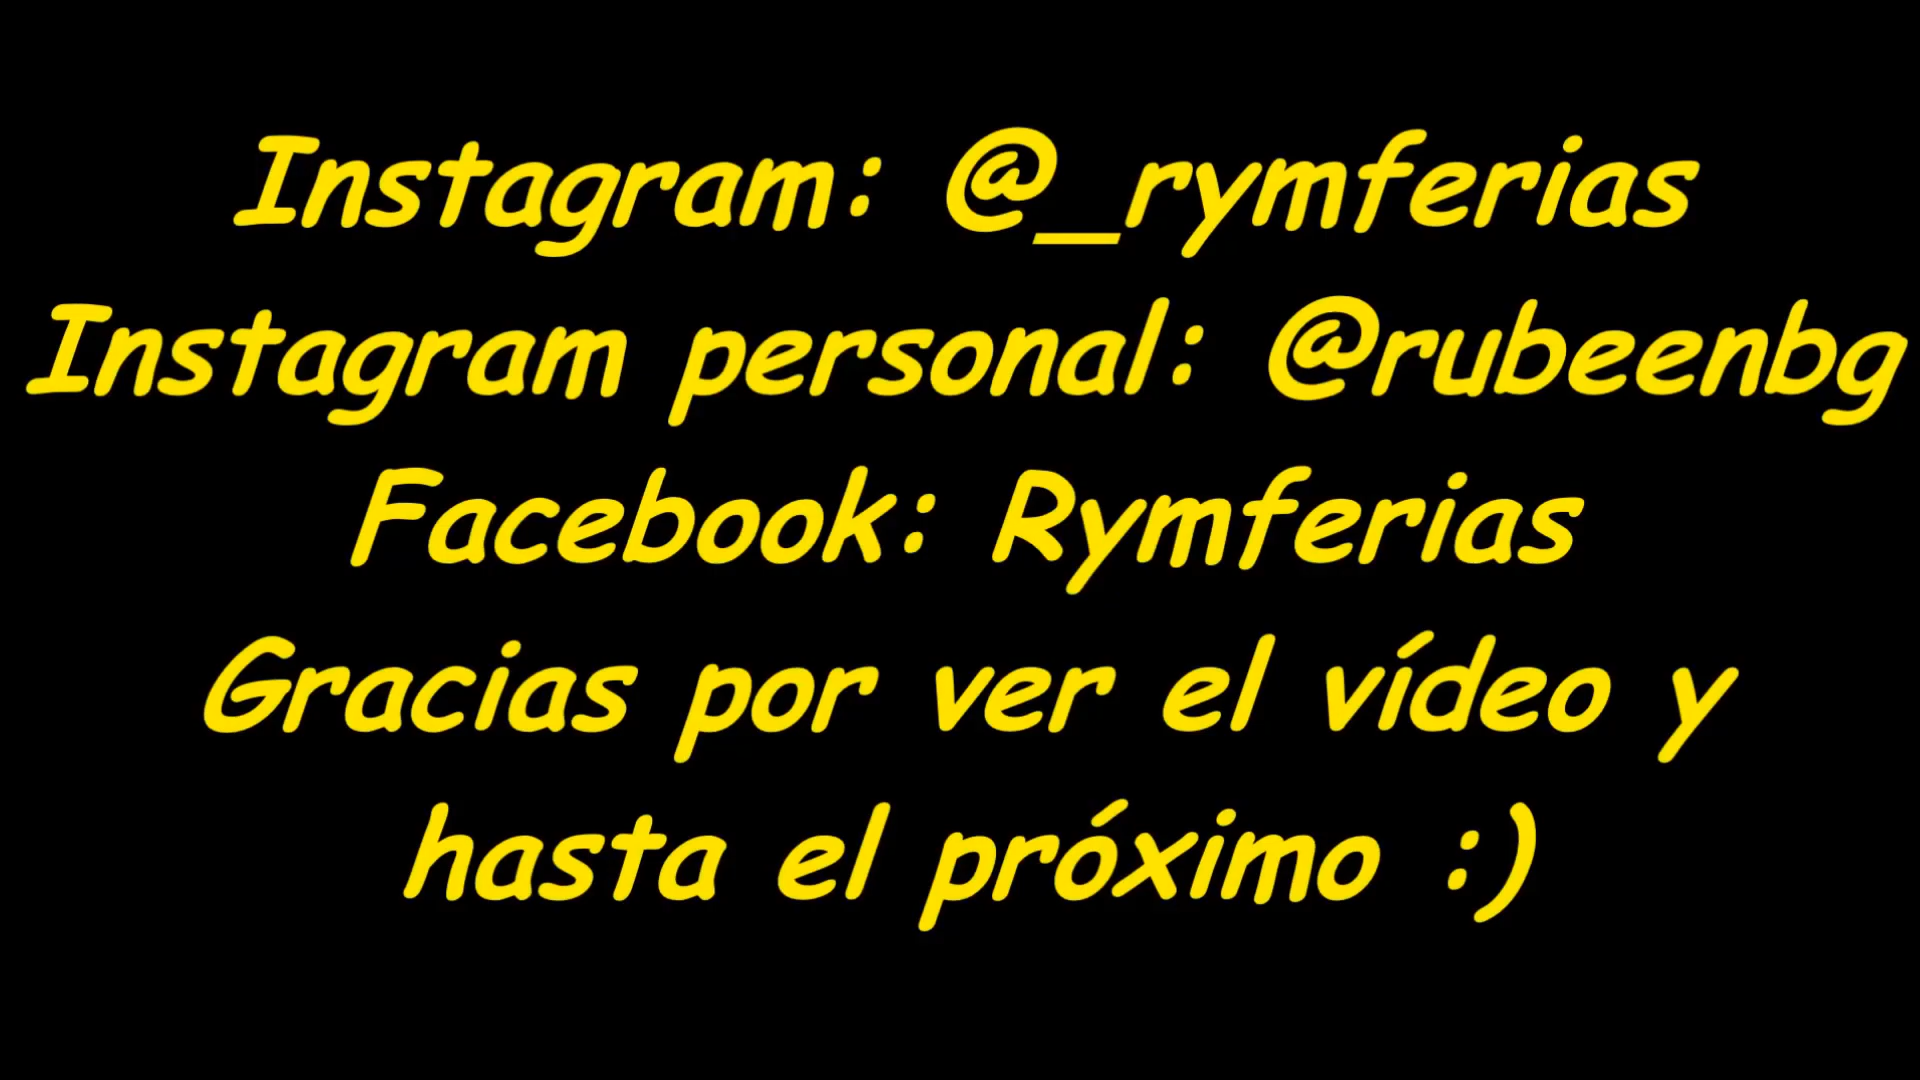 Instagram: @_rymferias
Instagram personal: @rubeenbg
Facebook: Rymferias
Gracias por ver el vídeo y
hasta el próximo :)